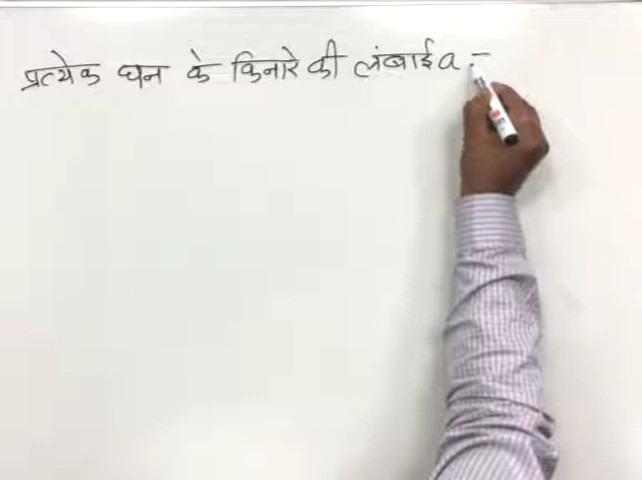 प्रत्येक घन के किनारे की लंबाई a =